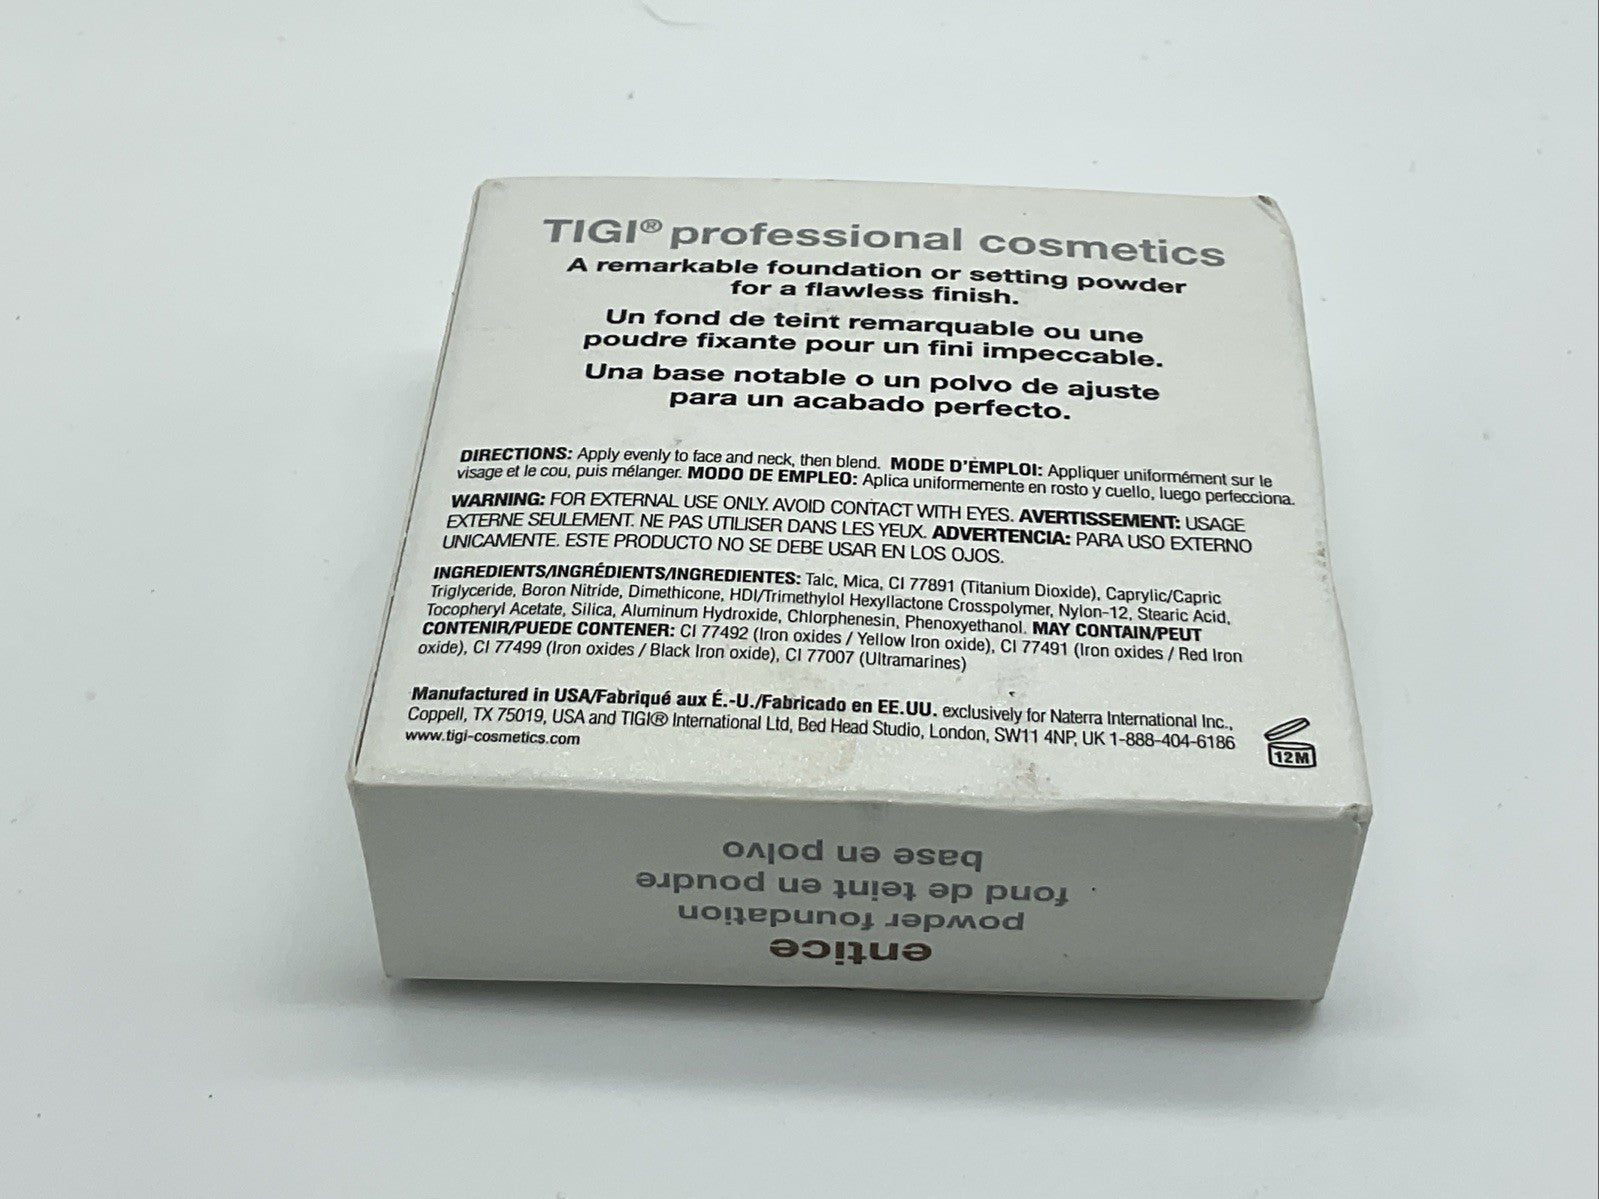 TIGI® professional cosmetics
A remarkable foundation or setting powder
for a flawless finish.
Un fond de teint remarquable ou une
poudre fixante pour un fini impeccable.
Una base notable o un polvo de ajuste
para un acabado perfecto.
DIRECTIONS: Apply evenly to face and neck, then blend. MODE D'EMPLOI: Appliquer uniformément sur le
visage et le cou, puis mélanger. MODO DE EMPLEO: Aplica uniformemente en rosto y cuello, luego perfecciona.
WARNING: FOR EXTERNAL USE ONLY. AVOID CONTACT WITH EYES. AVERTISSEMENT: USAGE
EXTERNE SEULEMENT. NE PAS UTILISER DANS LES YEUX. ADVERTENCIA: PARA USO EXTERNO
UNICAMENTE. ESTE PRODUCTO NO SE DEBE USAR EN LOS OJOS.
INGREDIENTS/INGRÉDIENTS/INGREDIENTES: Talc, Mica, CI 77891 (Titanium Dioxide), Caprylic/Capric
Triglyceride, Boron Nitride, Dimethicone, HDI/Trimethylol Hexyllactone Crosspolymer, Nylon-12, Stearic Acid,
Tocopheryl Acetate, Silica, Aluminum Hydroxide, Chlorphenesin, Phenoxyethanol. MAY CONTAIN/PEUT
CONTENIR/PUEDE CONTENER: CI 77492 (Iron oxides / Yellow Iron oxide), CI 77491 (Iron oxides / Red Iron
oxide), CI 77499 (Iron oxides / Black Iron oxide), CI 77007 (Ultramarines)
Manufactured in USA/Fabriqué aux É.-U./Fabricado en EE.UU. exclusively for Naterra International Inc.,
Coppell, TX 75019, USA and TIGI® International Ltd, Bed Head Studio, London, SW11 4NP, UK 1-888-404-6186
www.tigi-cosmetics.com
12M
entice
powder foundation
fond de teint en poudre
base en polvo